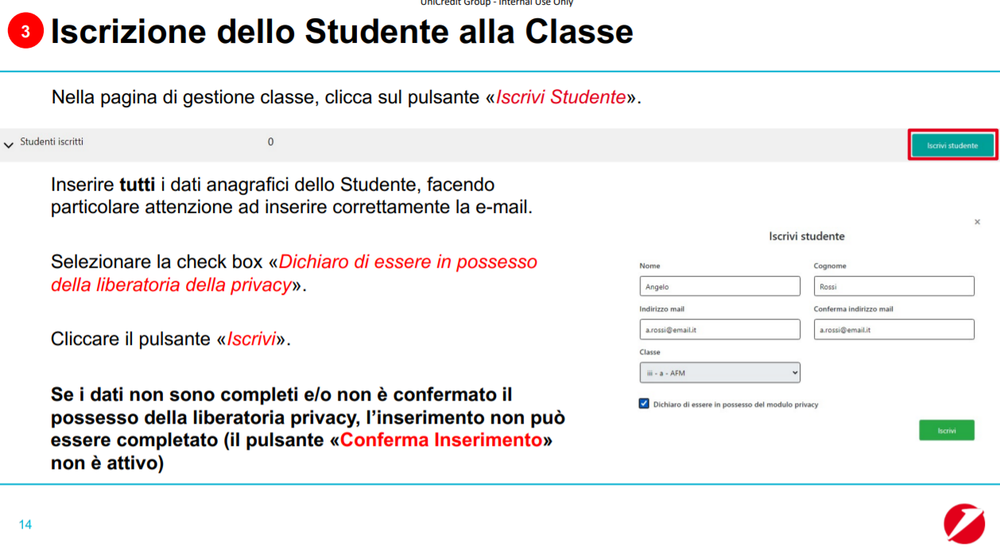 UniCredit Group - Internal Use Only
3 Iscrizione dello Studente alla Classe
Nella pagina di gestione classe, clicca sul pulsante «Iscrivi Studente».
Studenti iscritti 0 Iscrivi studente
Inserire tutti i dati anagrafici dello Studente, facendo
particolare attenzione ad inserire correttamente la e-mail.
Selezionare la check box «Dichiaro di essere in possesso
della liberatoria della privacy».
Cliccare il pulsante «Iscrivi».
Se i dati non sono completi e/o non è confermato il
possesso della liberatoria privacy, l’inserimento non può
essere completato (il pulsante «Conferma Inserimento»
non è attivo)
×
Iscrivi studente
Nome Cognome
Angelo Rossi
Indirizzo mail Conferma indirizzo mail
a.rossi@email.it a.rossi@email.it
Classe
iii - a - AFM
Dichiaro di essere in possesso del modulo privacy
Iscrivi
14